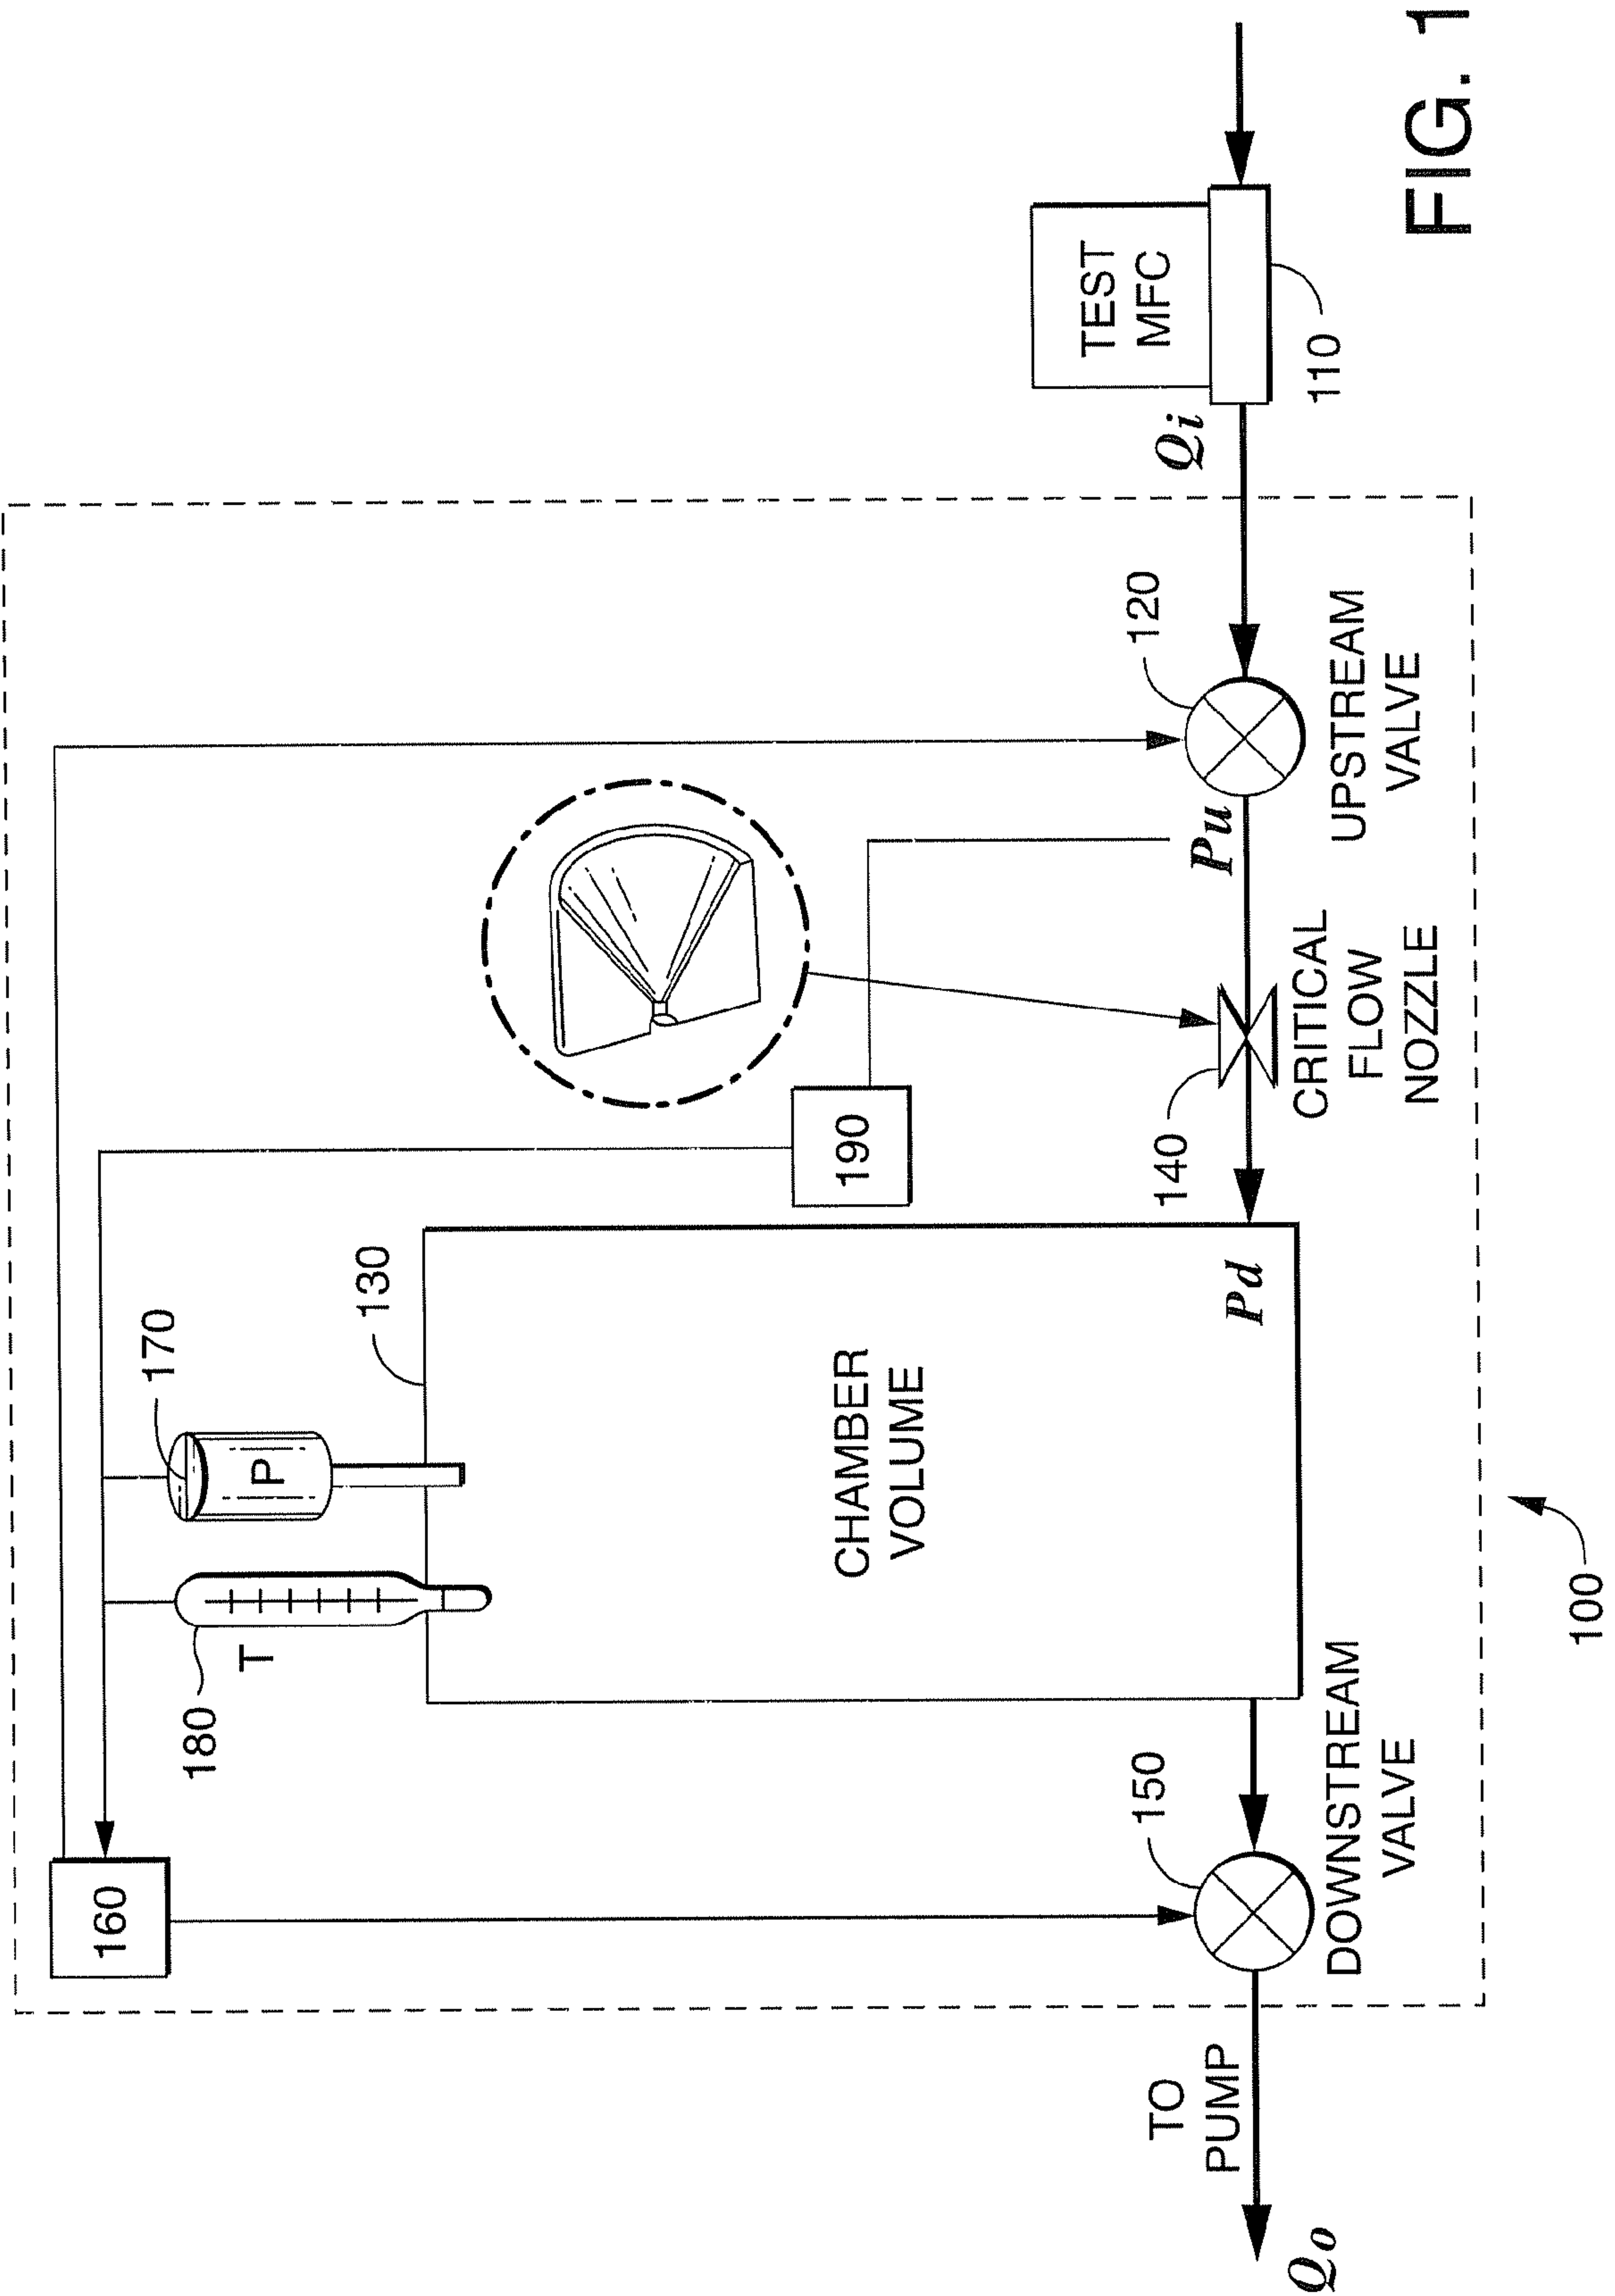 FIG. 1
TEST
MFC
110
Qi
120
UPSTREAM
VALVE
Pu
CRITICAL
FLOW
NOZZLE
140
190
130
CHAMBER
VOLUME
Pd
170
P
180
T
160
150
DOWNSTREAM
VALVE
TO
PUMP
Qo
100